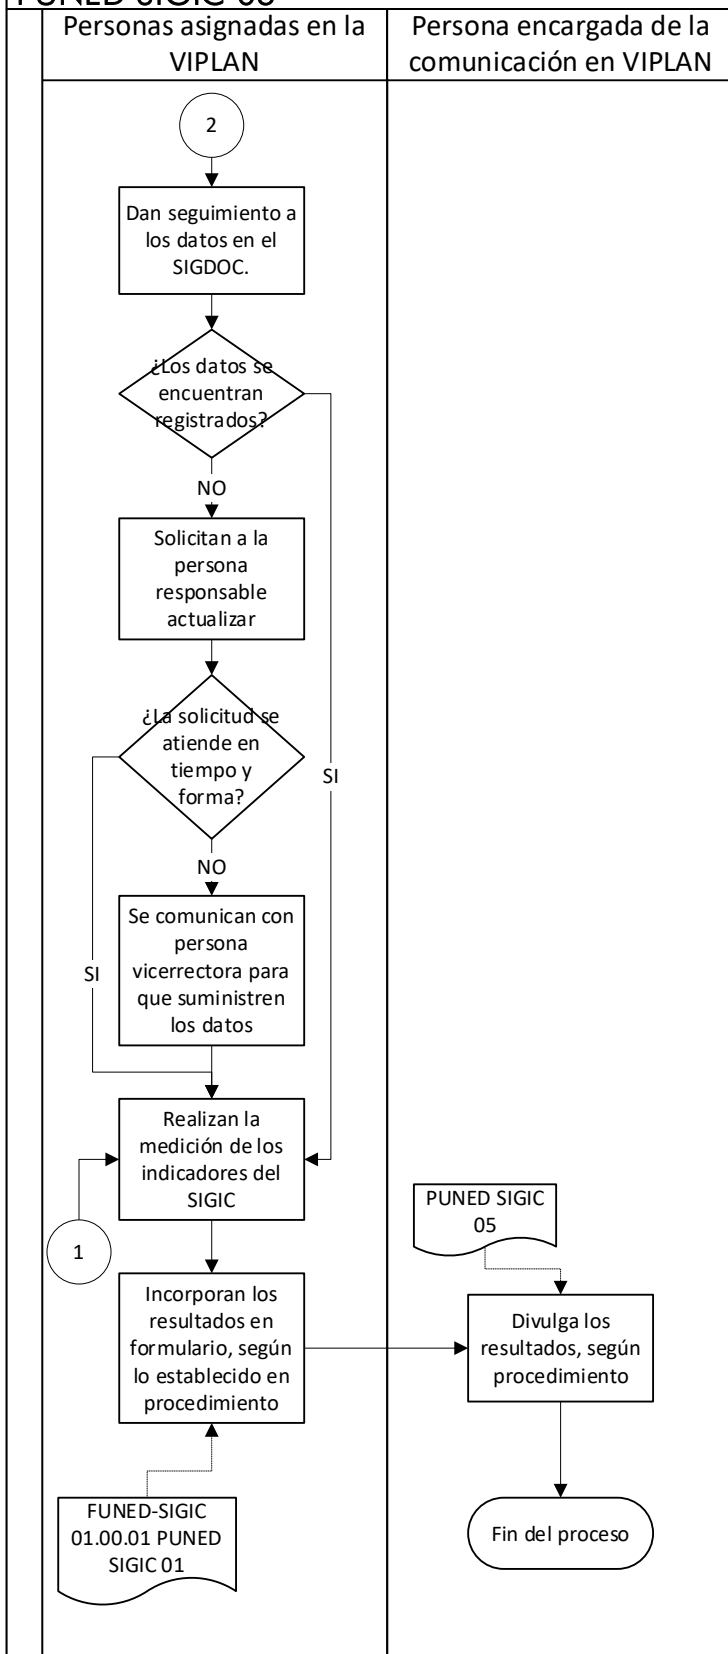 Personas asignadas en la
VIPLAN
Persona encargada de la
comunicación en VIPLAN
2
Dan seguimiento a
los datos en el
SIGDOC.
¿Los datos se
encuentran
registrados?
NO
Solicitan a la
persona
responsable
actualizar
¿La solicitud se
atiende en
tiempo y
forma?
SI
NO
Se comunican con
persona
vicerrectora para
que suministren
los datos
SI
Realizan la
medición de los
indicadores del
SIGIC
1
PUNED SIGIC
05
Incorporan los
resultados en
formulario, según
lo establecido en
procedimiento
Divulga los
resultados, según
procedimiento
FUNED-SIGIC
01.00.01 PUNED
SIGIC 01
Fin del proceso